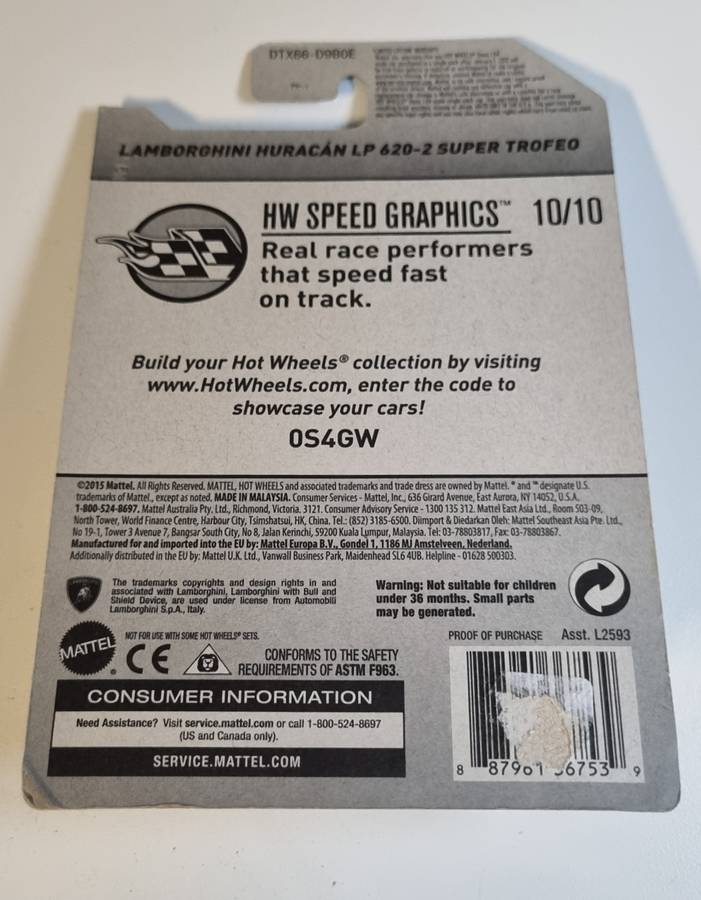 DTX66-D9B0E
LAMBORGHINI HURACÁN LP 620-2 SUPER TROFEO
HW SPEED GRAPHICS™ 10/10
Real race performers
that speed fast
on track.
Build your Hot Wheels® collection by visiting
www.HotWheels.com, enter the code to
showcase your cars!
0S4GW
©2015 Mattel. All Rights Reserved. MATTEL, HOT WHEELS and associated trademarks and trade dress are owned by Mattel. ® and ™ designate U.S.
trademarks of Mattel, except as noted. MADE IN MALAYSIA. Consumer Services - Mattel, Inc., 636 Girard Avenue, East Aurora, NY 14052, U.S.A.
1-800-524-8697. Mattel Australia Pty. Ltd., Richmond, Victoria. 3121. Consumer Advisory Service - 1300 135 312. Mattel East Asia Ltd., Room 503-09,
North Tower, World Finance Centre, Harbour City, Tsimshatsui, HK, China. Tel.: (852) 3185-6500. Diimport & Diedarkan Oleh: Mattel Southeast Asia Pte. Ltd.,
No 19-1, Tower 3 Avenue 7, Bangsar South City, No 8, Jalan Kerinchi, 59200 Kuala Lumpur, Malaysia. Tel: 03-78803817, Fax: 03-78803867.
Manufactured for and imported into the EU by: Mattel Europa B.V., Gondel 1, 1186 MJ Amstelveen, Nederland.
Additionally distributed in the EU by: Mattel U.K. Ltd., Vanwall Business Park, Maidenhead SL6 4UB. Helpline - 01628 500303.
The trademarks copyrights and design rights in and
associated with Lamborghini, Lamborghini with Bull and
Shield Device, are used under license from Automobili
Lamborghini S.p.A., Italy.
Warning: Not suitable for children
under 36 months. Small parts
may be generated.
MATTEL
NOT FOR USE WITH SOME HOT WHEELS® SETS.
CE
CONFORMS TO THE SAFETY
REQUIREMENTS OF ASTM F963.
PROOF OF PURCHASE Asst. L2593
CONSUMER INFORMATION
Need Assistance? Visit service.mattel.com or call 1-800-524-8697
(US and Canada only).
SERVICE.MATTEL.COM
8 87961 6753 9